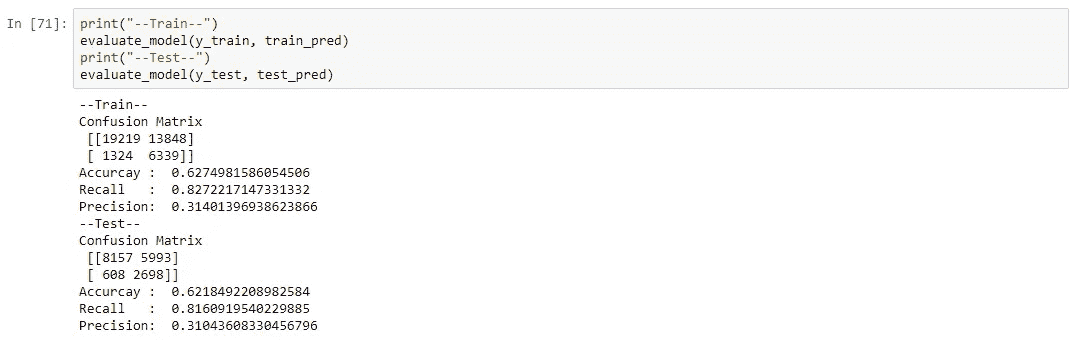 In [71]: print("--Train--")
evaluate_model(y_train, train_pred)
print("--Test--")
evaluate_model(y_test, test_pred)
--Train--
Confusion Matrix
[[19219 13848]
[ 1324  6339]]
Accurcay :  0.6274981586054506
Recall   :  0.8272217147331332
Precision:  0.31401396938623866
--Test--
Confusion Matrix
[[8157 5993]
[ 608 2698]]
Accurcay :  0.6218492208982584
Recall   :  0.8160919540229885
Precision:  0.31043608330456796